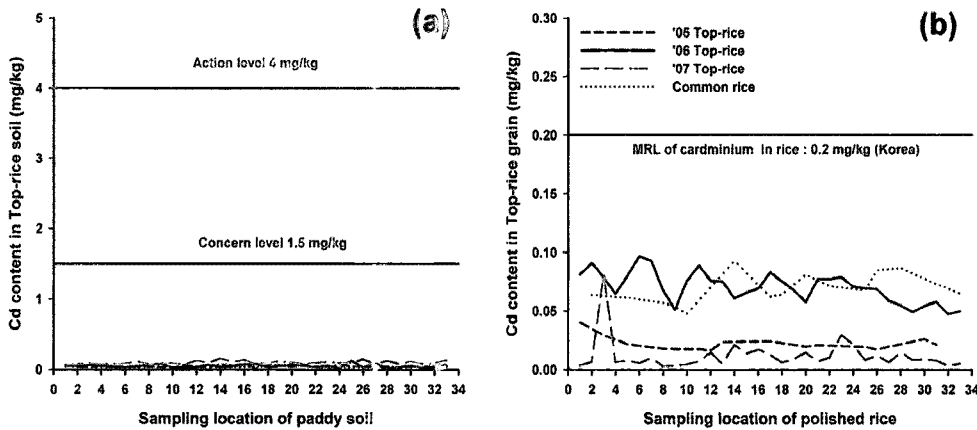 (a)
Cd content in Top-rice soil (mg/kg)
5
4
3
2
1
0
Action level 4 mg/kg
Concern level 1.5 mg/kg
0 2 4 6 8 10 12 14 16 18 20 22 24 26 28 30 32 34
Sampling location of paddy soil
(b)
Cd content in Top-rice grain (mg/kg)
0.30
0.25
0.20
0.15
0.10
0.05
0.00
'05 Top-rice
'06 Top-rice
'07 Top-rice
Common rice
MRL of cardminium in rice : 0.2 mg/kg (Korea)
0 2 4 6 8 10 12 14 16 18 20 22 24 26 28 30 32 34
Sampling location of polished rice